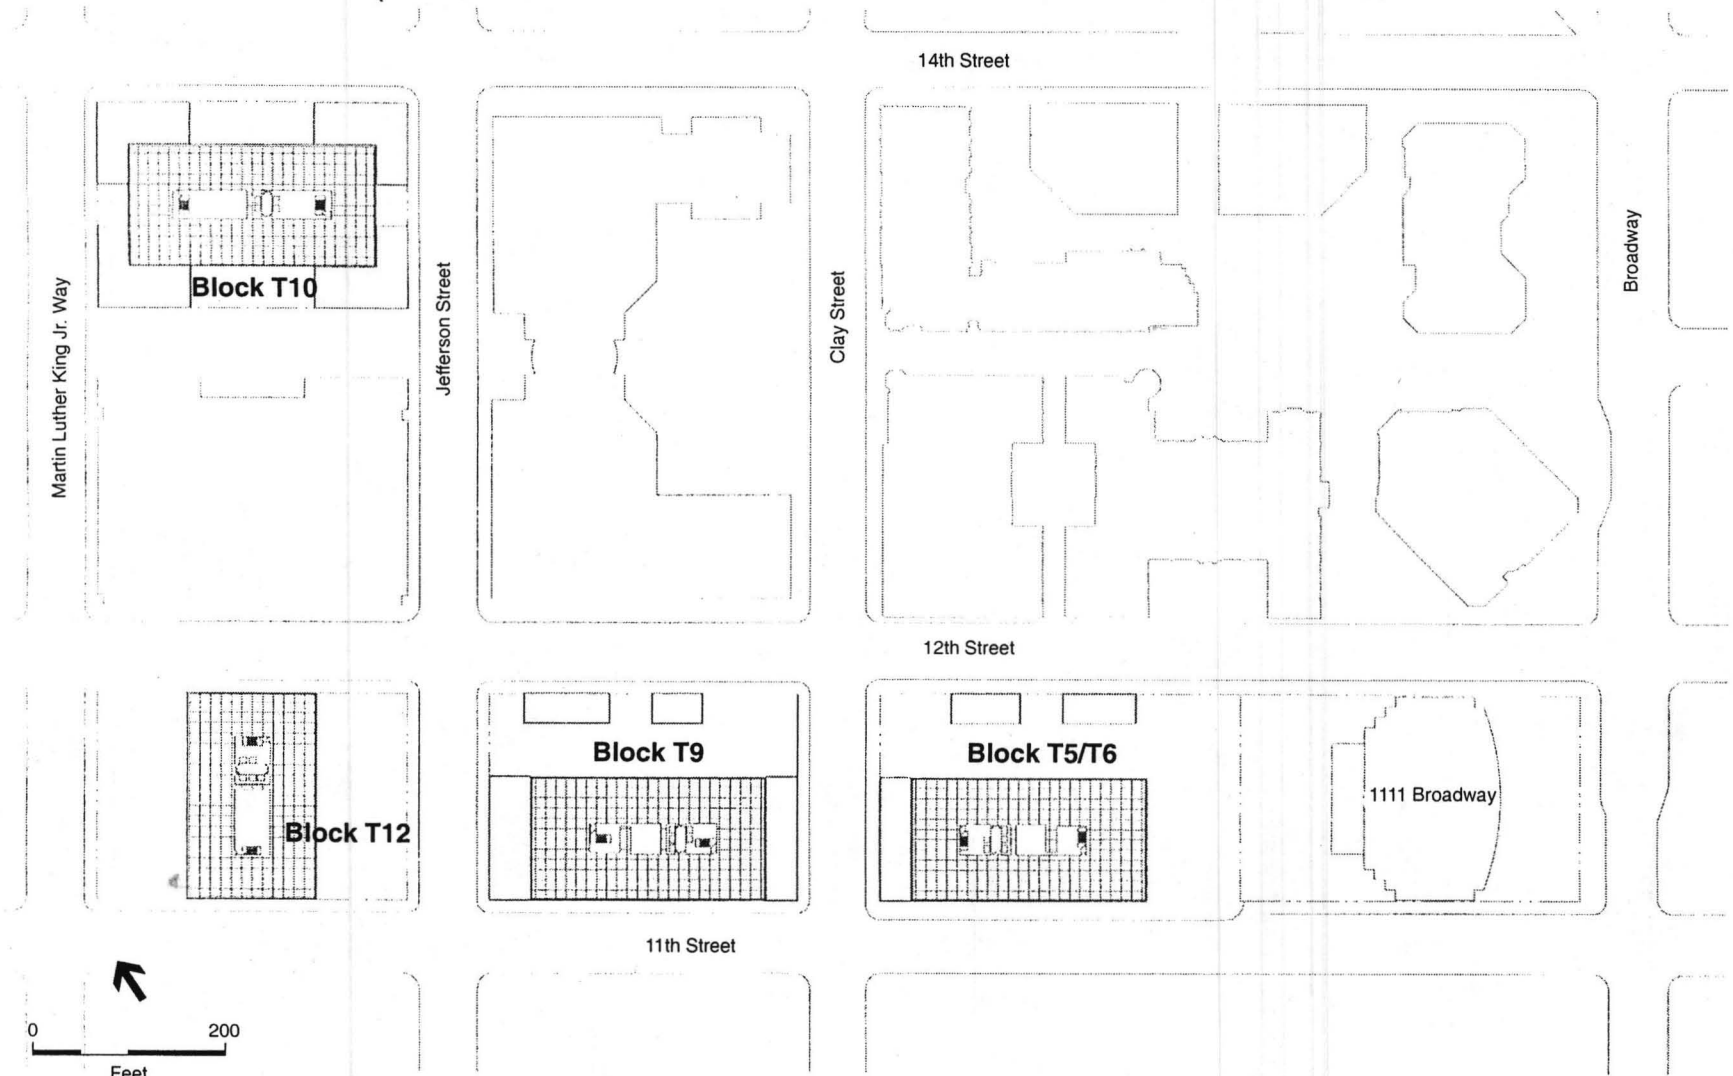 14th Street
Block T10
Martin Luther King Jr. Way
Jefferson Street
Clay Street
Broadway
12th Street
Block T9
Block T5/T6
1111 Broadway
Block T12
11th Street
0 200
Feet